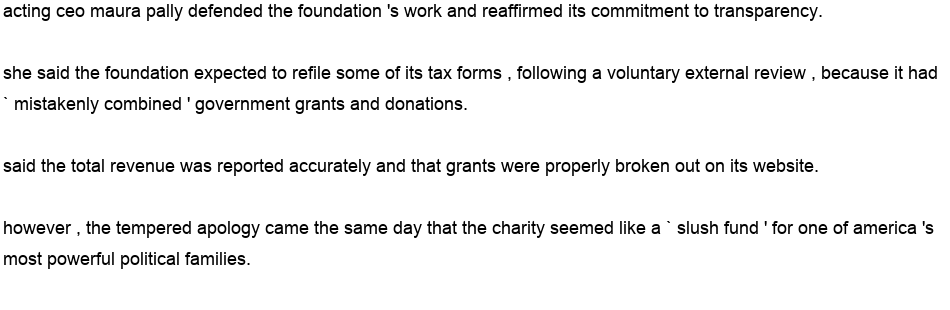 acting ceo maura pally defended the foundation 's work and reaffirmed its commitment to transparency.
she said the foundation expected to refile some of its tax forms , following a voluntary external review , because it had
` mistakenly combined ' government grants and donations.
said the total revenue was reported accurately and that grants were properly broken out on its website.
however , the tempered apology came the same day that the charity seemed like a ` slush fund ' for one of america 's
most powerful political families.